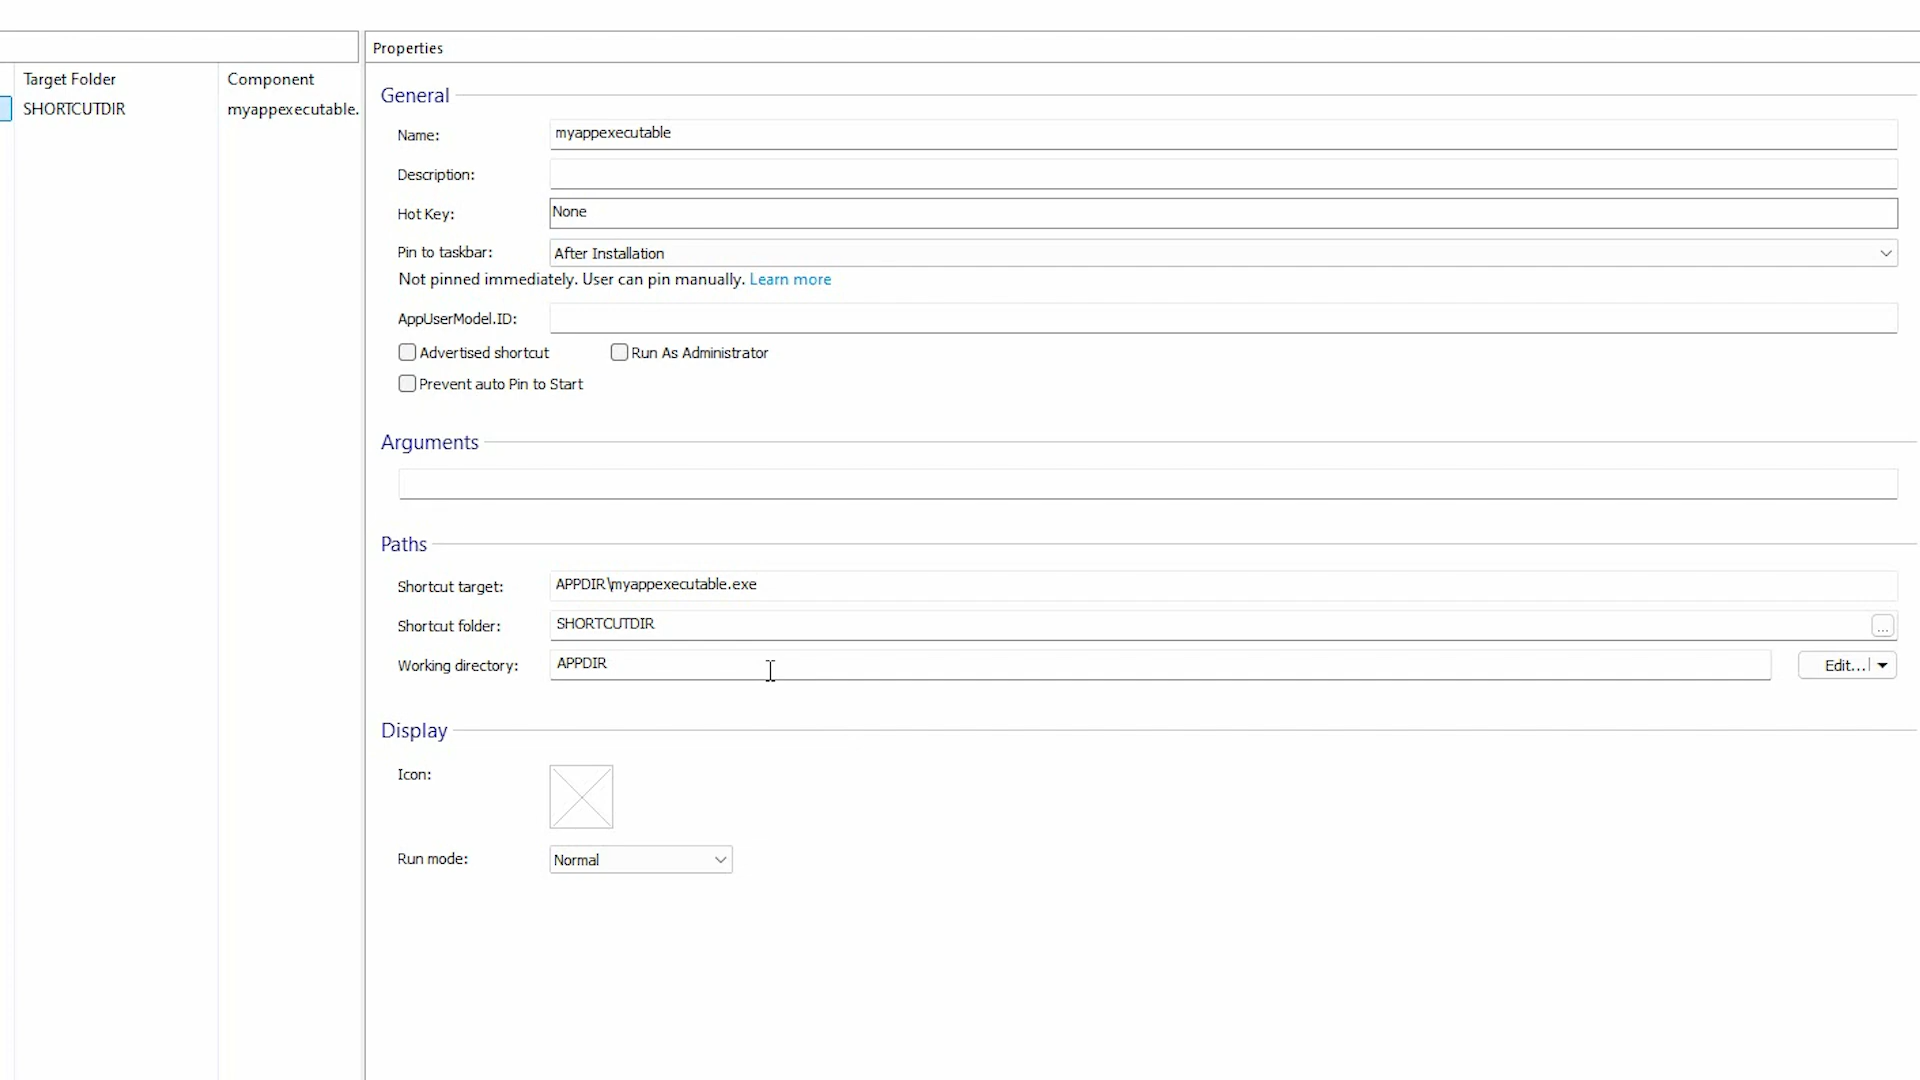 Properties
Target Folder
Component
SHORTCUTDIR
myappexecutable.
General
Name:
myappexecutable
Description:
Hot Key:
None
Pin to taskbar:
After Installation
Not pinned immediately. User can pin manually. Learn more
AppUserModel.ID:
Advertised shortcut
Run As Administrator
Prevent auto Pin to Start
Arguments
Paths
Shortcut target:
APPDIR\myappexecutable.exe
Shortcut folder:
SHORTCUTDIR
...
Working directory:
APPDIR
Edit...
Display
Icon:
Run mode:
Normal